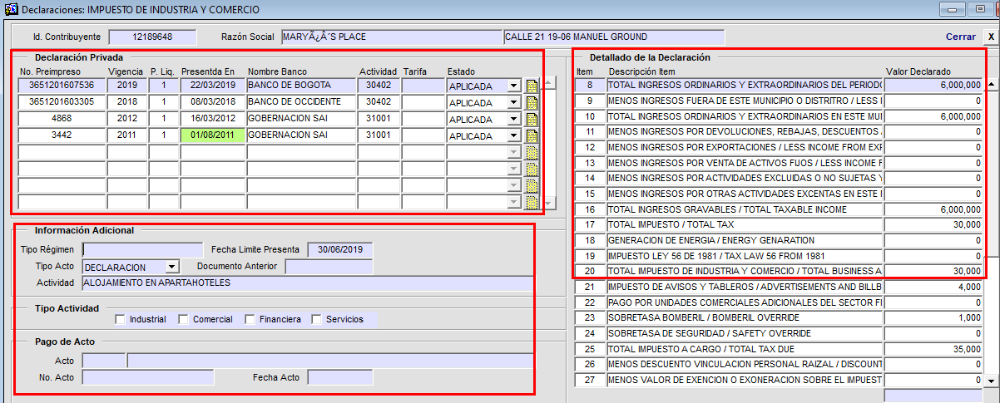 Declaraciones: IMPUESTO DE INDUSTRIA Y COMERCIO
Id. Contribuyente 12189648 Razón Social MARYÃ¿Â´S PLACE CALLE 21 19-06 MANUEL GROUND Cerrar X
Declaración Privada
No. Preimpreso Vigencia P. Liq. Presentda En Nombre Banco Actividad Tarifa Estado
3651201607536 2019 1 22/03/2019 BANCO DE BOGOTA 30402 APLICADA
3651201603305 2018 1 08/03/2018 BANCO DE OCCIDENTE 30402 APLICADA
4868 2012 1 16/03/2012 GOBERNACION SAI 31001 APLICADA
3442 2011 1 01/08/2011 GOBERNACION SAI 31001 APLICADA
Información Adicional
Tipo Régimen Fecha Limite Presenta 30/06/2019
Tipo Acto DECLARACION Documento Anterior
Actividad ALOJAMIENTO EN APARTAHOTELES
Tipo Actividad
Industrial Comercial Financiera Servicios
Pago de Acto
Acto
No. Acto Fecha Acto
Detallado de la Declaración
Item Descripción Item Valor Declarado
8 TOTAL INGRESOS ORDINARIOS Y EXTRAORDINARIOS DEL PERIODO 6,000,000
9 MENOS INGRESOS FUERA DE ESTE MUNICIPIO O DISTRITRO / LESS I 0
10 TOTAL INGRESOS ORDINARIOS Y EXTRAORDINARIOS EN ESTE MUI 6,000,000
11 MENOS INGRESOS POR DEVOLUCIONES, REBAJAS, DESCUENTOS 0
12 MENOS INGRESOS POR EXPORTACIONES / LESS INCOME FROM EXF 0
13 MENOS INGRESOS POR VENTA DE ACTIVOS FIJOS / LESS INCOME F 0
14 MENOS INGRESOS POR ACTIVIDADES EXCLUIDAS O NO SUJETAS Y 0
15 MENOS INGRESOS POR OTRAS ACTIVIDADES EXCENTAS EN ESTE I 0
16 TOTAL INGRESOS GRAVABLES / TOTAL TAXABLE INCOME 6,000,000
17 TOTAL IMPUESTO / TOTAL TAX 30,000
18 GENERACION DE ENERGIA / ENERGY GENARATION 0
19 IMPUESTO LEY 56 DE 1981 / TAX LAW 56 FROM 1981 0
20 TOTAL IMPUESTO DE INDUSTRIA Y COMERCIO / TOTAL BUSINESS A 30,000
21 IMPUESTO DE AVISOS Y TABLEROS / ADVERTISEMENTS AND BILLB 4,000
22 PAGO POR UNIDADES COMERCIALES ADICIONALES DEL SECTOR FI 0
23 SOBRETASA BOMBERIL / BOMBERIL OVERRIDE 1,000
24 SOBRETASA DE SEGURIDAD / SAFETY OVERRIDE 0
25 TOTAL IMPUESTO A CARGO / TOTAL TAX DUE 35,000
26 MENOS DESCUENTO VINCULACION PERSONAL RAIZAL / DISCOUNT 0
27 MENOS VALOR DE EXENCION O EXONERACION SOBRE EL IMPUEST 0